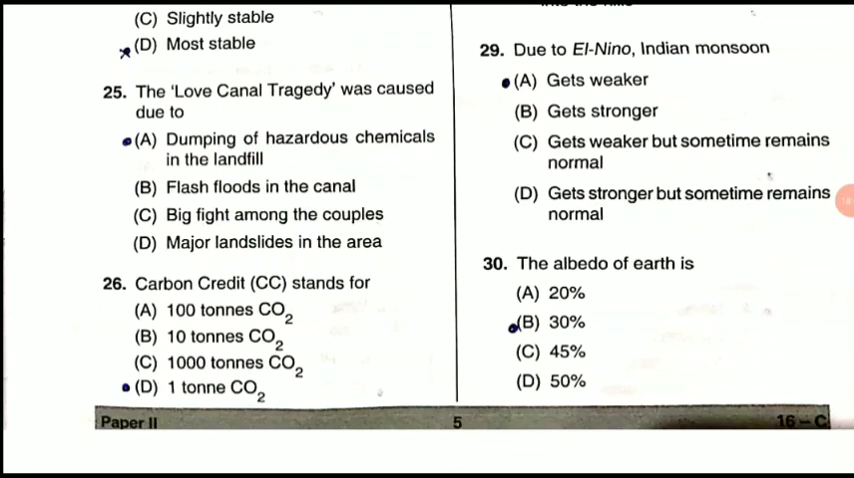 (C) Slightly stable
(D) Most stable
25. The 'Love Canal Tragedy' was caused
due to
(A) Dumping of hazardous chemicals
in the landfill
(B) Flash floods in the canal
(C) Big fight among the couples
(D) Major landslides in the area
26. Carbon Credit (CC) stands for
(A) 100 tonnes CO2
(B) 10 tonnes CO2
(C) 1000 tonnes CO2
(D) 1 tonne CO2
29. Due to El-Nino, Indian monsoon
(A) Gets weaker
(B) Gets stronger
(C) Gets weaker but sometime remains
normal
(D) Gets stronger but sometime remains
normal
30. The albedo of earth is
(A) 20%
(B) 30%
(C) 45%
(D) 50%
Paper II 5 16 – C